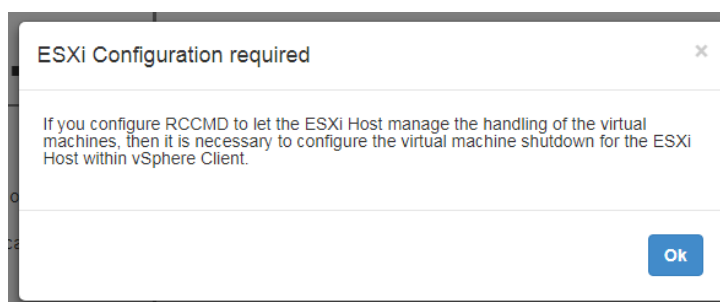 ESXi Configuration required
×
If you configure RCCMD to let the ESXi Host manage the handling of the virtual
machines, then it is necessary to configure the virtual machine shutdown for the ESXi
Host within vSphere Client.
Ok